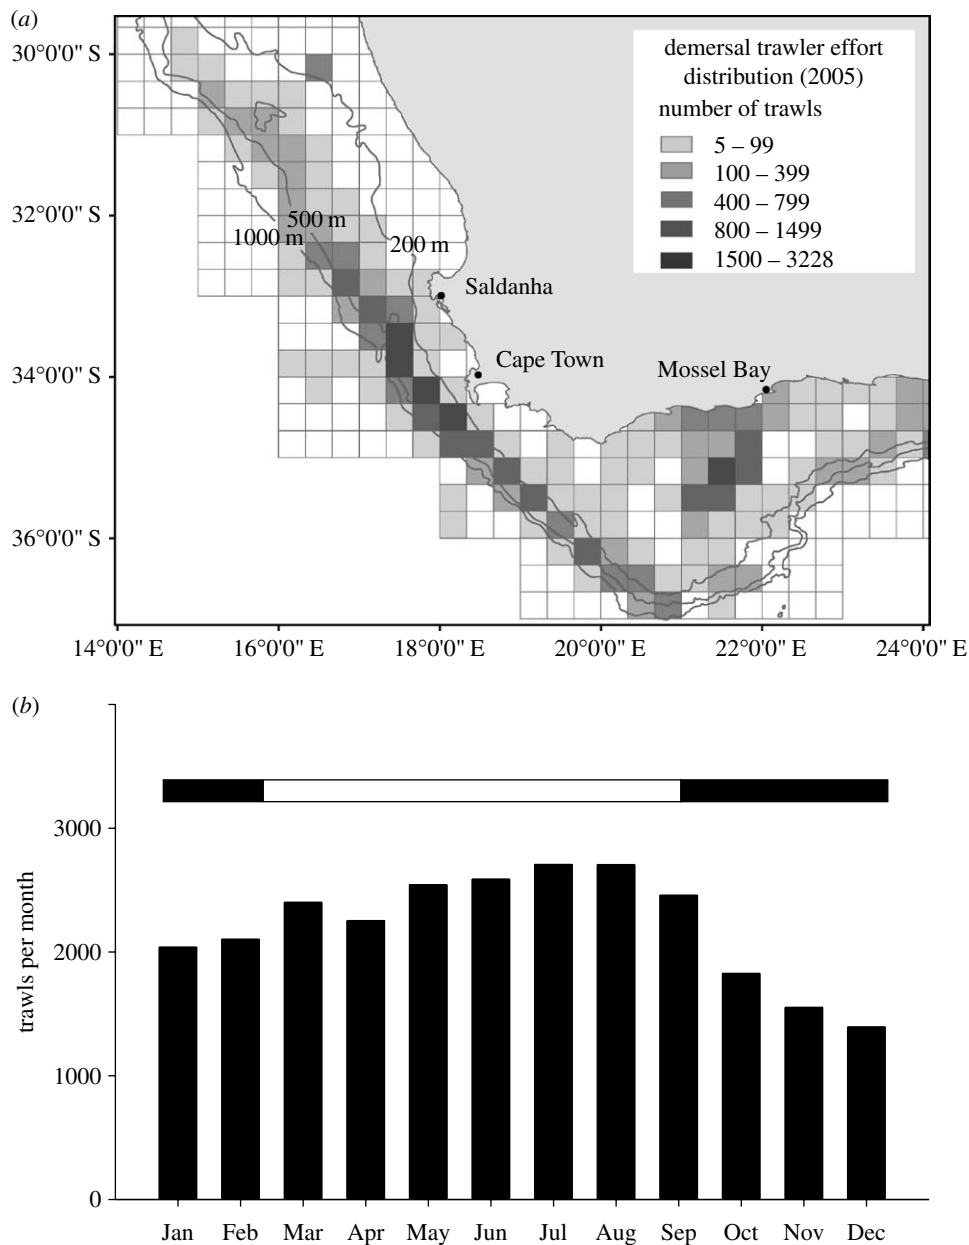 (a)
30°0'0" S
32°0'0" S
34°0'0" S
36°0'0" S
demersal trawler effort
distribution (2005)
number of trawls
5 – 99
100 – 399
400 – 799
800 – 1499
1500 – 3228
500 m
1000 m
200 m
Saldanha
Cape Town
Mossel Bay
14°0'0" E 16°0'0" E 18°0'0" E 20°0'0" E 22°0'0" E 24°0'0" E
(b)
trawls per month
3000
2000
1000
0
Jan Feb Mar Apr May Jun Jul Aug Sep Oct Nov Dec